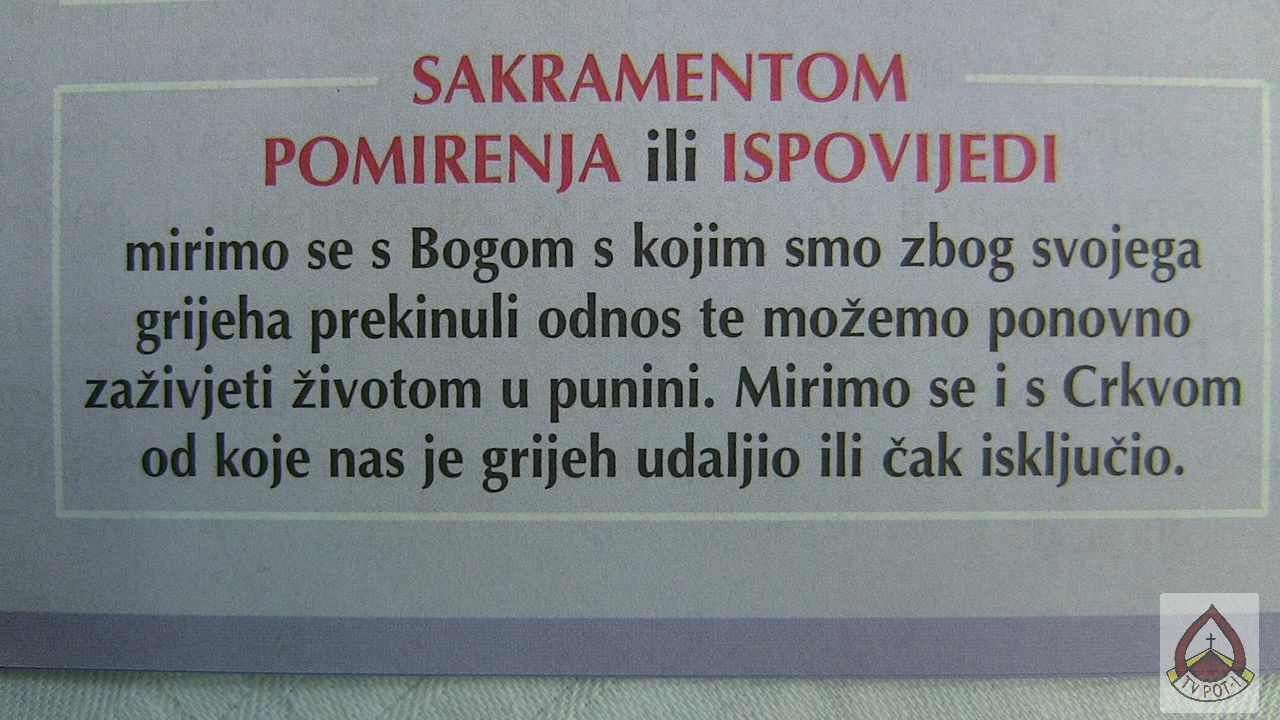 SAKRAMENTOM
POMIRENJA ili ISPOVIJEDI
mirimo se s Bogom s kojim smo zbog svojega
grijeha prekinuli odnos te možemo ponovno
zaživjeti životom u punini. Mirimo se i s Crkvom
od koje nas je grijeh udaljio ili čak isključio.
TV POT-1